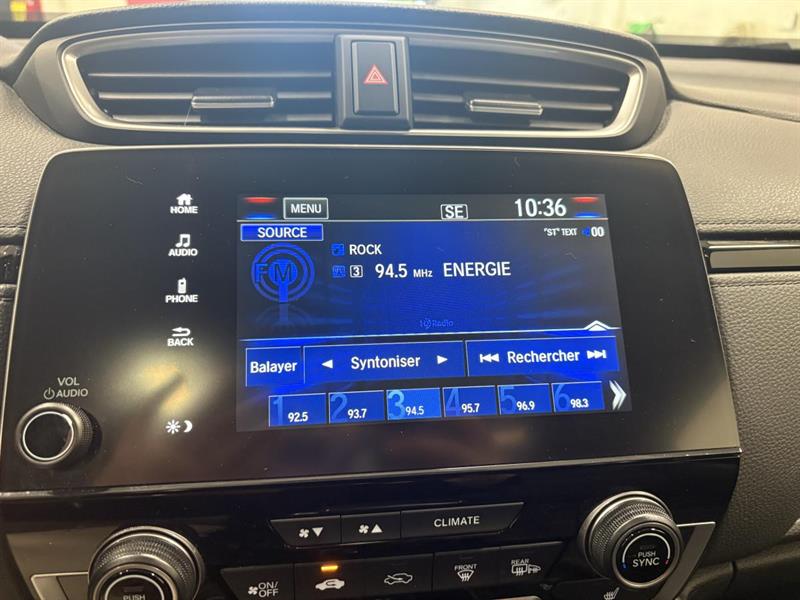 HOME
AUDIO
PHONE
BACK
VOL
AUDIO
MENU
SE
10:36
SOURCE
"ST" TEXT 00
ROCK
FM
3 94.5 MHz ENERGIE
HD Radio
Balayer
Syntoniser
Rechercher
1 92.5
2 93.7
3 94.5
4 95.7
5 96.9
6 98.3
CLIMATE
ON/
OFF
FRONT
REAR
PUSH
PUSH
SYNC